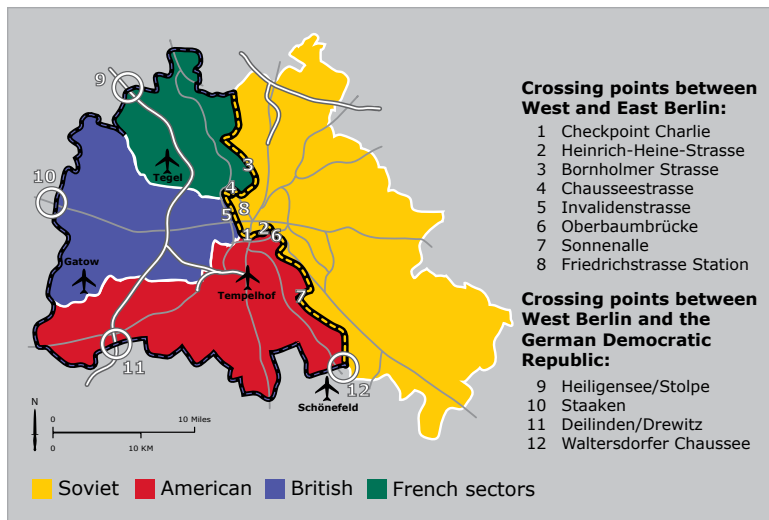 Crossing points between
West and East Berlin:
1 Checkpoint Charlie
2 Heinrich-Heine-Strasse
3 Bornholmer Strasse
4 Chausseestrasse
5 Invalidenstrasse
6 Oberbaumbrücke
7 Sonnenalle
8 Friedrichstrasse Station
Crossing points between
West Berlin and the
German Democratic
Republic:
9 Heiligensee/Stolpe
10 Staaken
11 Deilinden/Drewitz
12 Waltersdorfer Chaussee
9
3
Tegel
10
4
8
5
2
1
6
Gatow
Tempelhof
7
11
12
Schönefeld
N
0 10 Miles
0 10 KM
Soviet American British French sectors